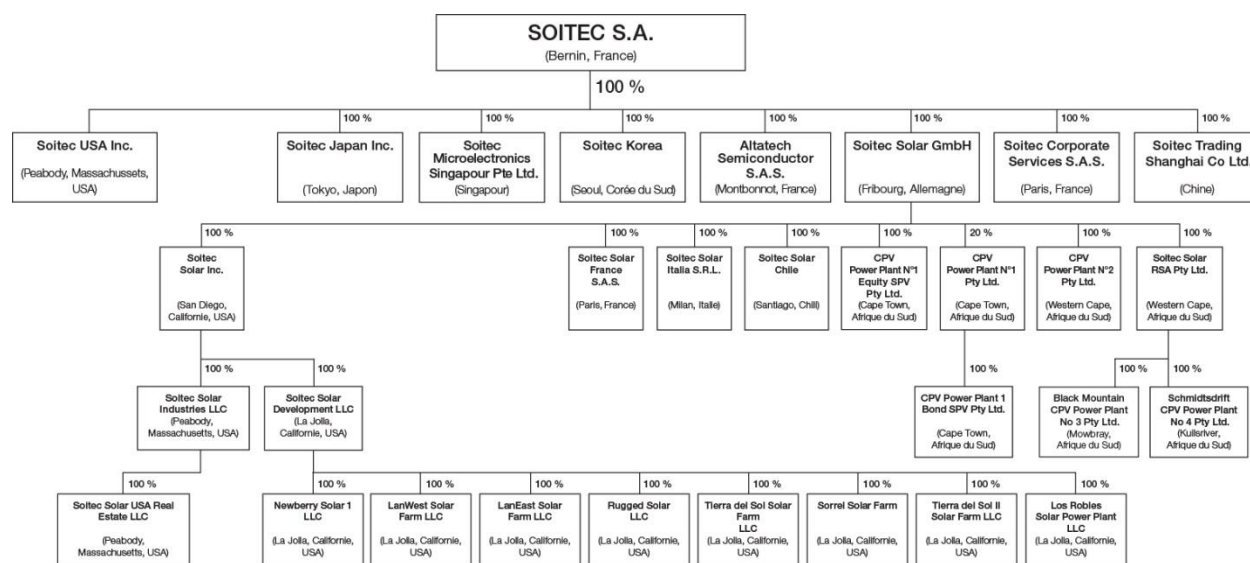 SOITEC S.A.
(Bernin, France)
100 %
100 %
100 %
100 %
100 %
100 %
100 %
100 %
Soitec USA Inc.
(Peabody, Massachussets,
USA)
Soitec Japan Inc.
(Tokyo, Japon)
Soitec
Microelectronics
Singapour Pte Ltd.
(Singapour)
Soitec Korea
(Seoul, Corée du Sud)
Altatech
Semiconductor
S.A.S.
(Montbonnot, France)
Soitec Solar GmbH
(Fribourg, Allemagne)
Soitec Corporate
Services S.A.S.
(Paris, France)
Soitec Trading
Shanghai Co Ltd.
(Chine)
100 %
100 %
100 %
100 %
100 %
20 %
100 %
100 %
Soitec
Solar Inc.
(San Diego,
Californie, USA)
Soitec Solar
France
S.A.S.
(Paris, France)
Soitec Solar
Italia S.R.L.
(Milan, Italie)
Soitec Solar
Chile
(Santiago, Chili)
CPV
Power Plant N°1
Equity SPV
Pty Ltd.
(Cape Town,
Afrique du Sud)
CPV
Power Plant N°1
Pty Ltd.
(Cape Town,
Afrique du Sud)
CPV
Power Plant N°2
Pty Ltd.
(Western Cape,
Afrique du Sud)
Soitec Solar
RSA Pty Ltd.
(Western Cape,
Afrique du Sud)
100 %
100 %
100 %
100 %
100 %
Soitec Solar
Industries LLC
(Peabody,
Massachusetts, USA)
Soitec Solar
Development LLC
(La Jolla,
Californie, USA)
CPV Power Plant 1
Bond SPV Pty Ltd.
(Cape Town,
Afrique du Sud)
Black Mountain
CPV Power Plant
No 3 Pty Ltd.
(Mowbray,
Afrique du Sud)
Schmidtsdrift
CPV Power Plant
No 4 Pty Ltd.
(Kuilsriver,
Afrique du Sud)
100 %
100 %
100 %
100 %
100 %
100 %
100 %
100 %
100 %
Soitec Solar USA Real
Estate LLC
(Peabody,
Massachusetts, USA)
Newberry Solar 1
LLC
(La Jolla, Californie,
USA)
LanWest Solar
Farm LLC
(La Jolla, Californie,
USA)
LanEast Solar
Farm LLC
(La Jolla, Californie,
USA)
Rugged Solar
LLC
(La Jolla, Californie,
USA)
Tierra del Sol Solar
Farm
LLC
(La Jolla, Californie,
USA)
Sorrel Solar Farm
(La Jolla, Californie,
USA)
Tierra del Sol II
Solar Farm LLC
(La Jolla, Californie,
USA)
Los Robles
Solar Power Plant
LLC
(La Jolla, Californie,
USA)